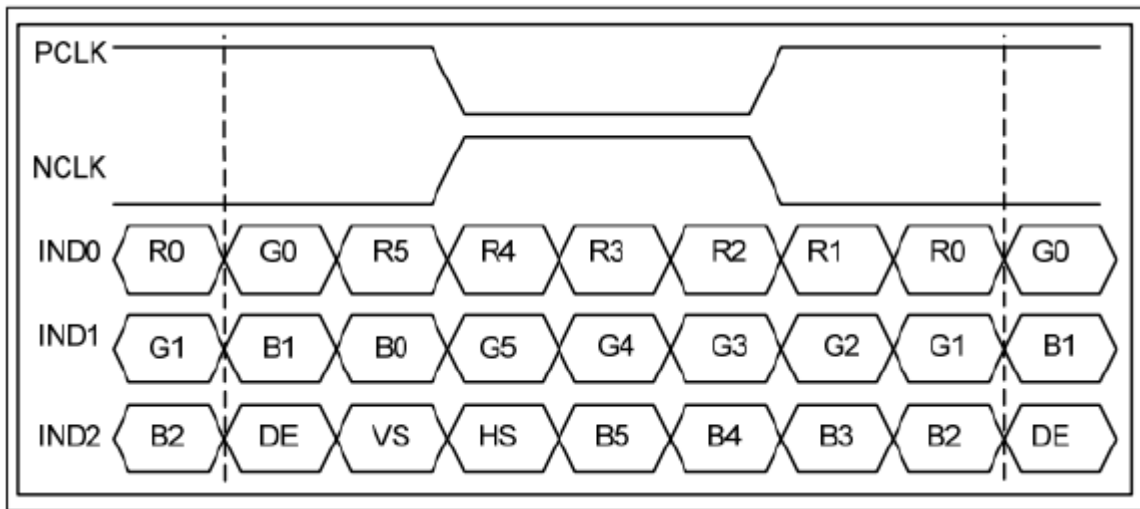 PCLK
NCLK
IND0 R0 G0 R5 R4 R3 R2 R1 R0 G0
IND1 G1 B1 B0 G5 G4 G3 G2 G1 B1
IND2 B2 DE VS HS B5 B4 B3 B2 DE